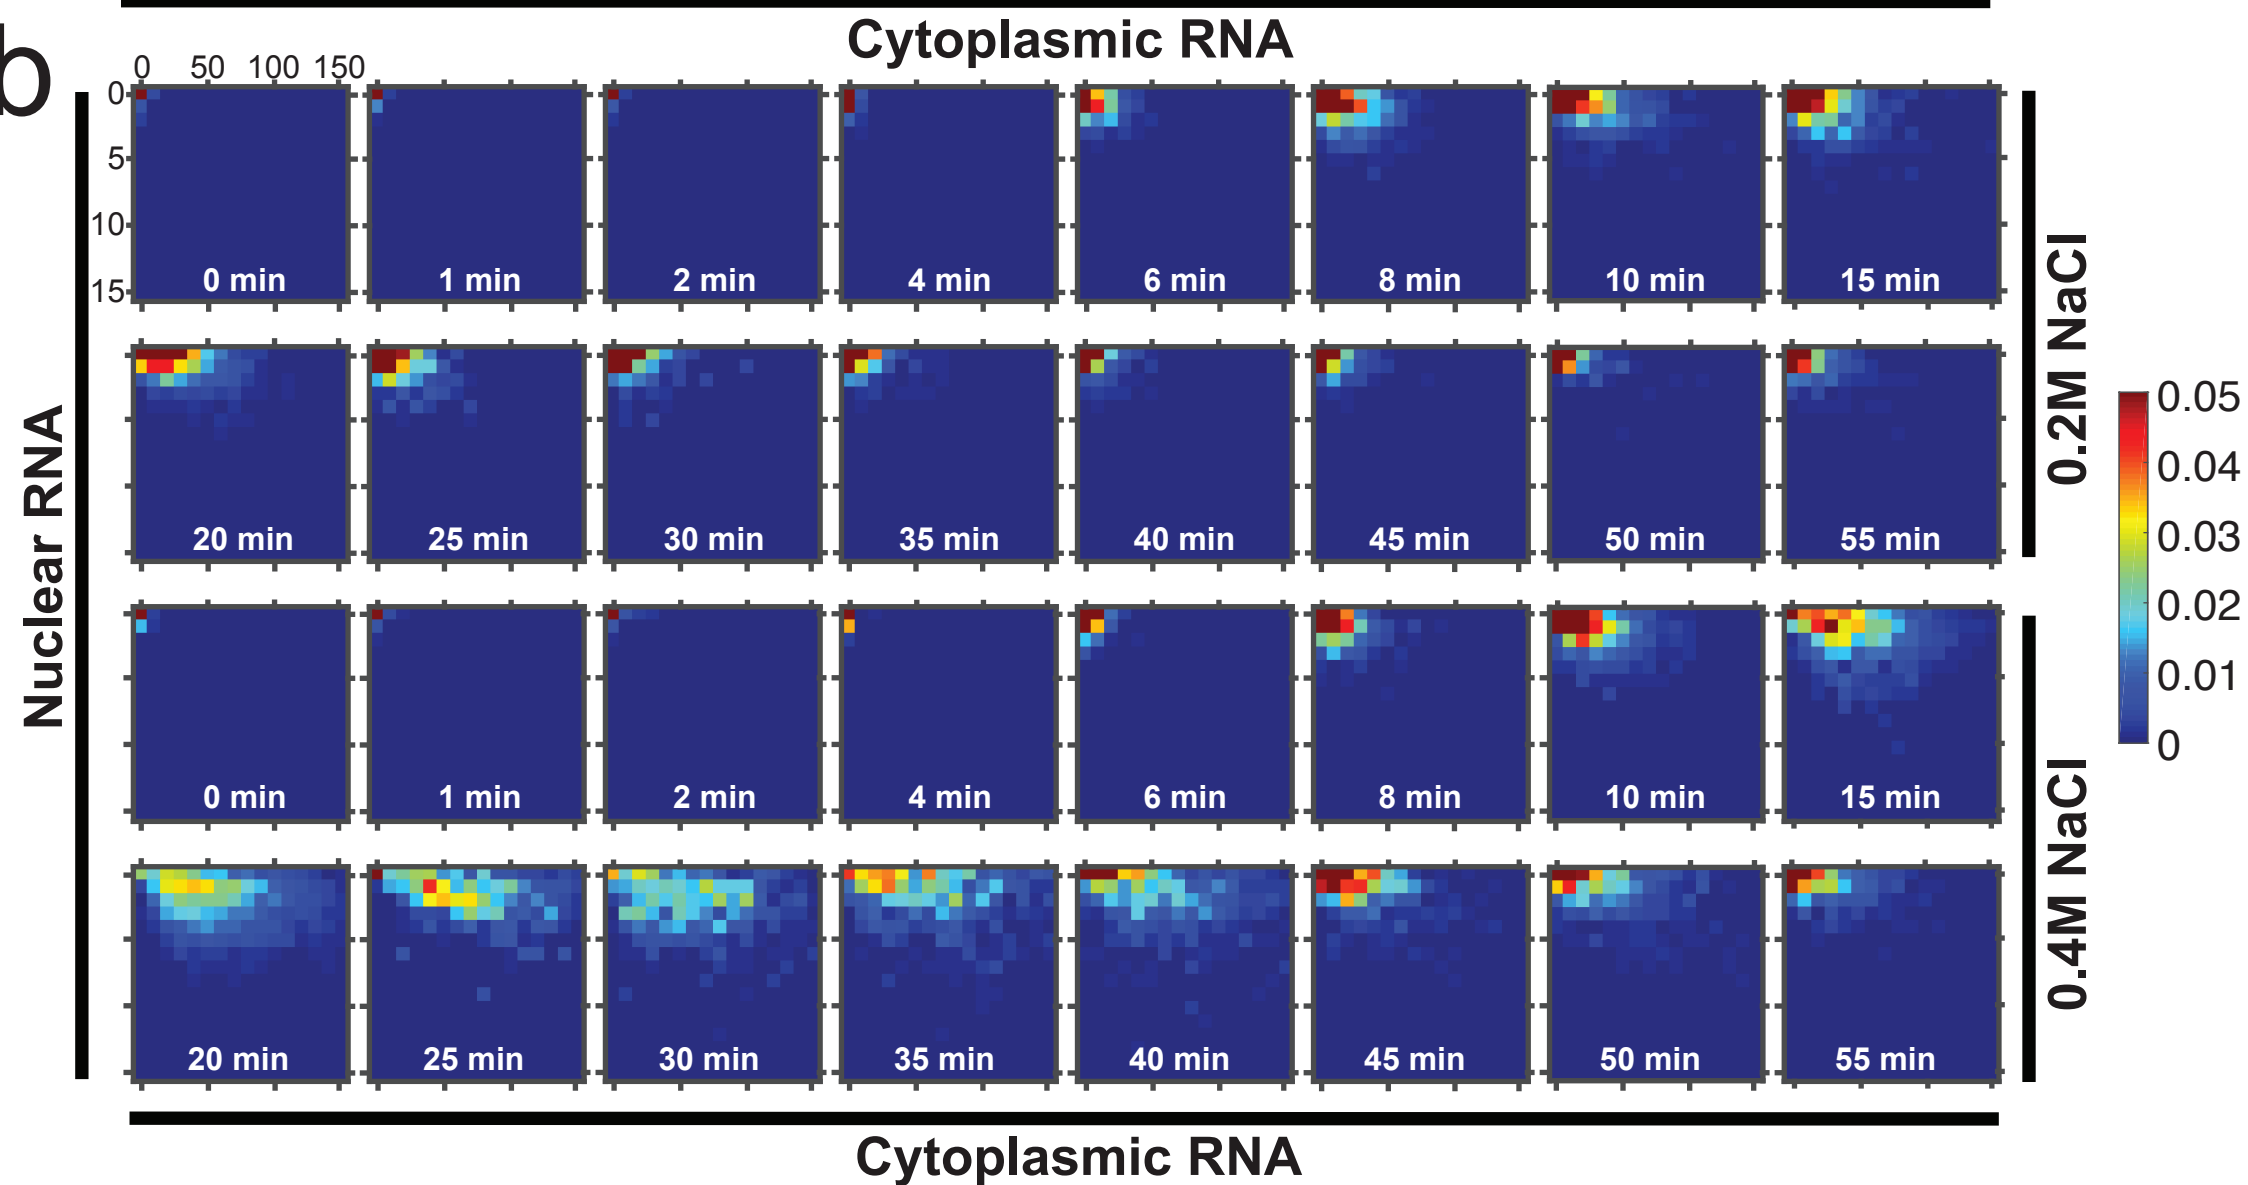 b
Cytoplasmic RNA
0 50 100 150
0
5
10
15
0 min 1 min 2 min 4 min 6 min 8 min 10 min 15 min
20 min 25 min 30 min 35 min 40 min 45 min 50 min 55 min
0.2M NaCl
Nuclear RNA
0.05
0.04
0.03
0.02
0.01
0
0 min 1 min 2 min 4 min 6 min 8 min 10 min 15 min
20 min 25 min 30 min 35 min 40 min 45 min 50 min 55 min
0.4M NaCl
Cytoplasmic RNA